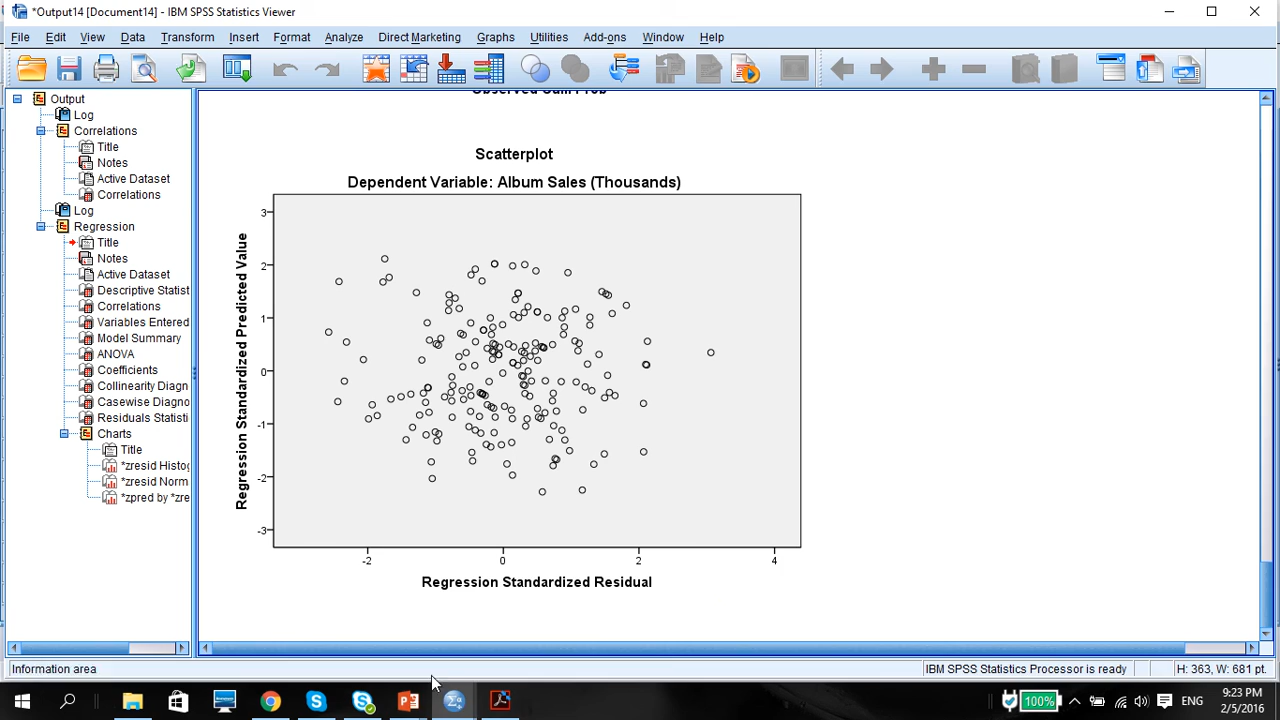 *Output14 [Document14] - IBM SPSS Statistics Viewer
File Edit View Data Transform Insert Format Analyze Direct Marketing Graphs Utilities Add-ons Window Help
Output
Log
Correlations
Title
Notes
Active Dataset
Correlations
Log
Regression
Title
Notes
Active Dataset
Descriptive Statist
Correlations
Variables Entered
Model Summary
ANOVA
Coefficients
Collinearity Diagn
Casewise Diagno
Residuals Statisti
Charts
Title
*zresid Histog
*zresid Norm
*zpred by *zre
Observed Cum Prob
Scatterplot
Dependent Variable: Album Sales (Thousands)
Regression Standardized Predicted Value
3
2
1
0
-1
-2
-3
-2 0 2 4
Regression Standardized Residual
Information area
IBM SPSS Statistics Processor is ready
H: 363, W: 681 pt.
100%
ENG
9:23 PM
2/5/2016